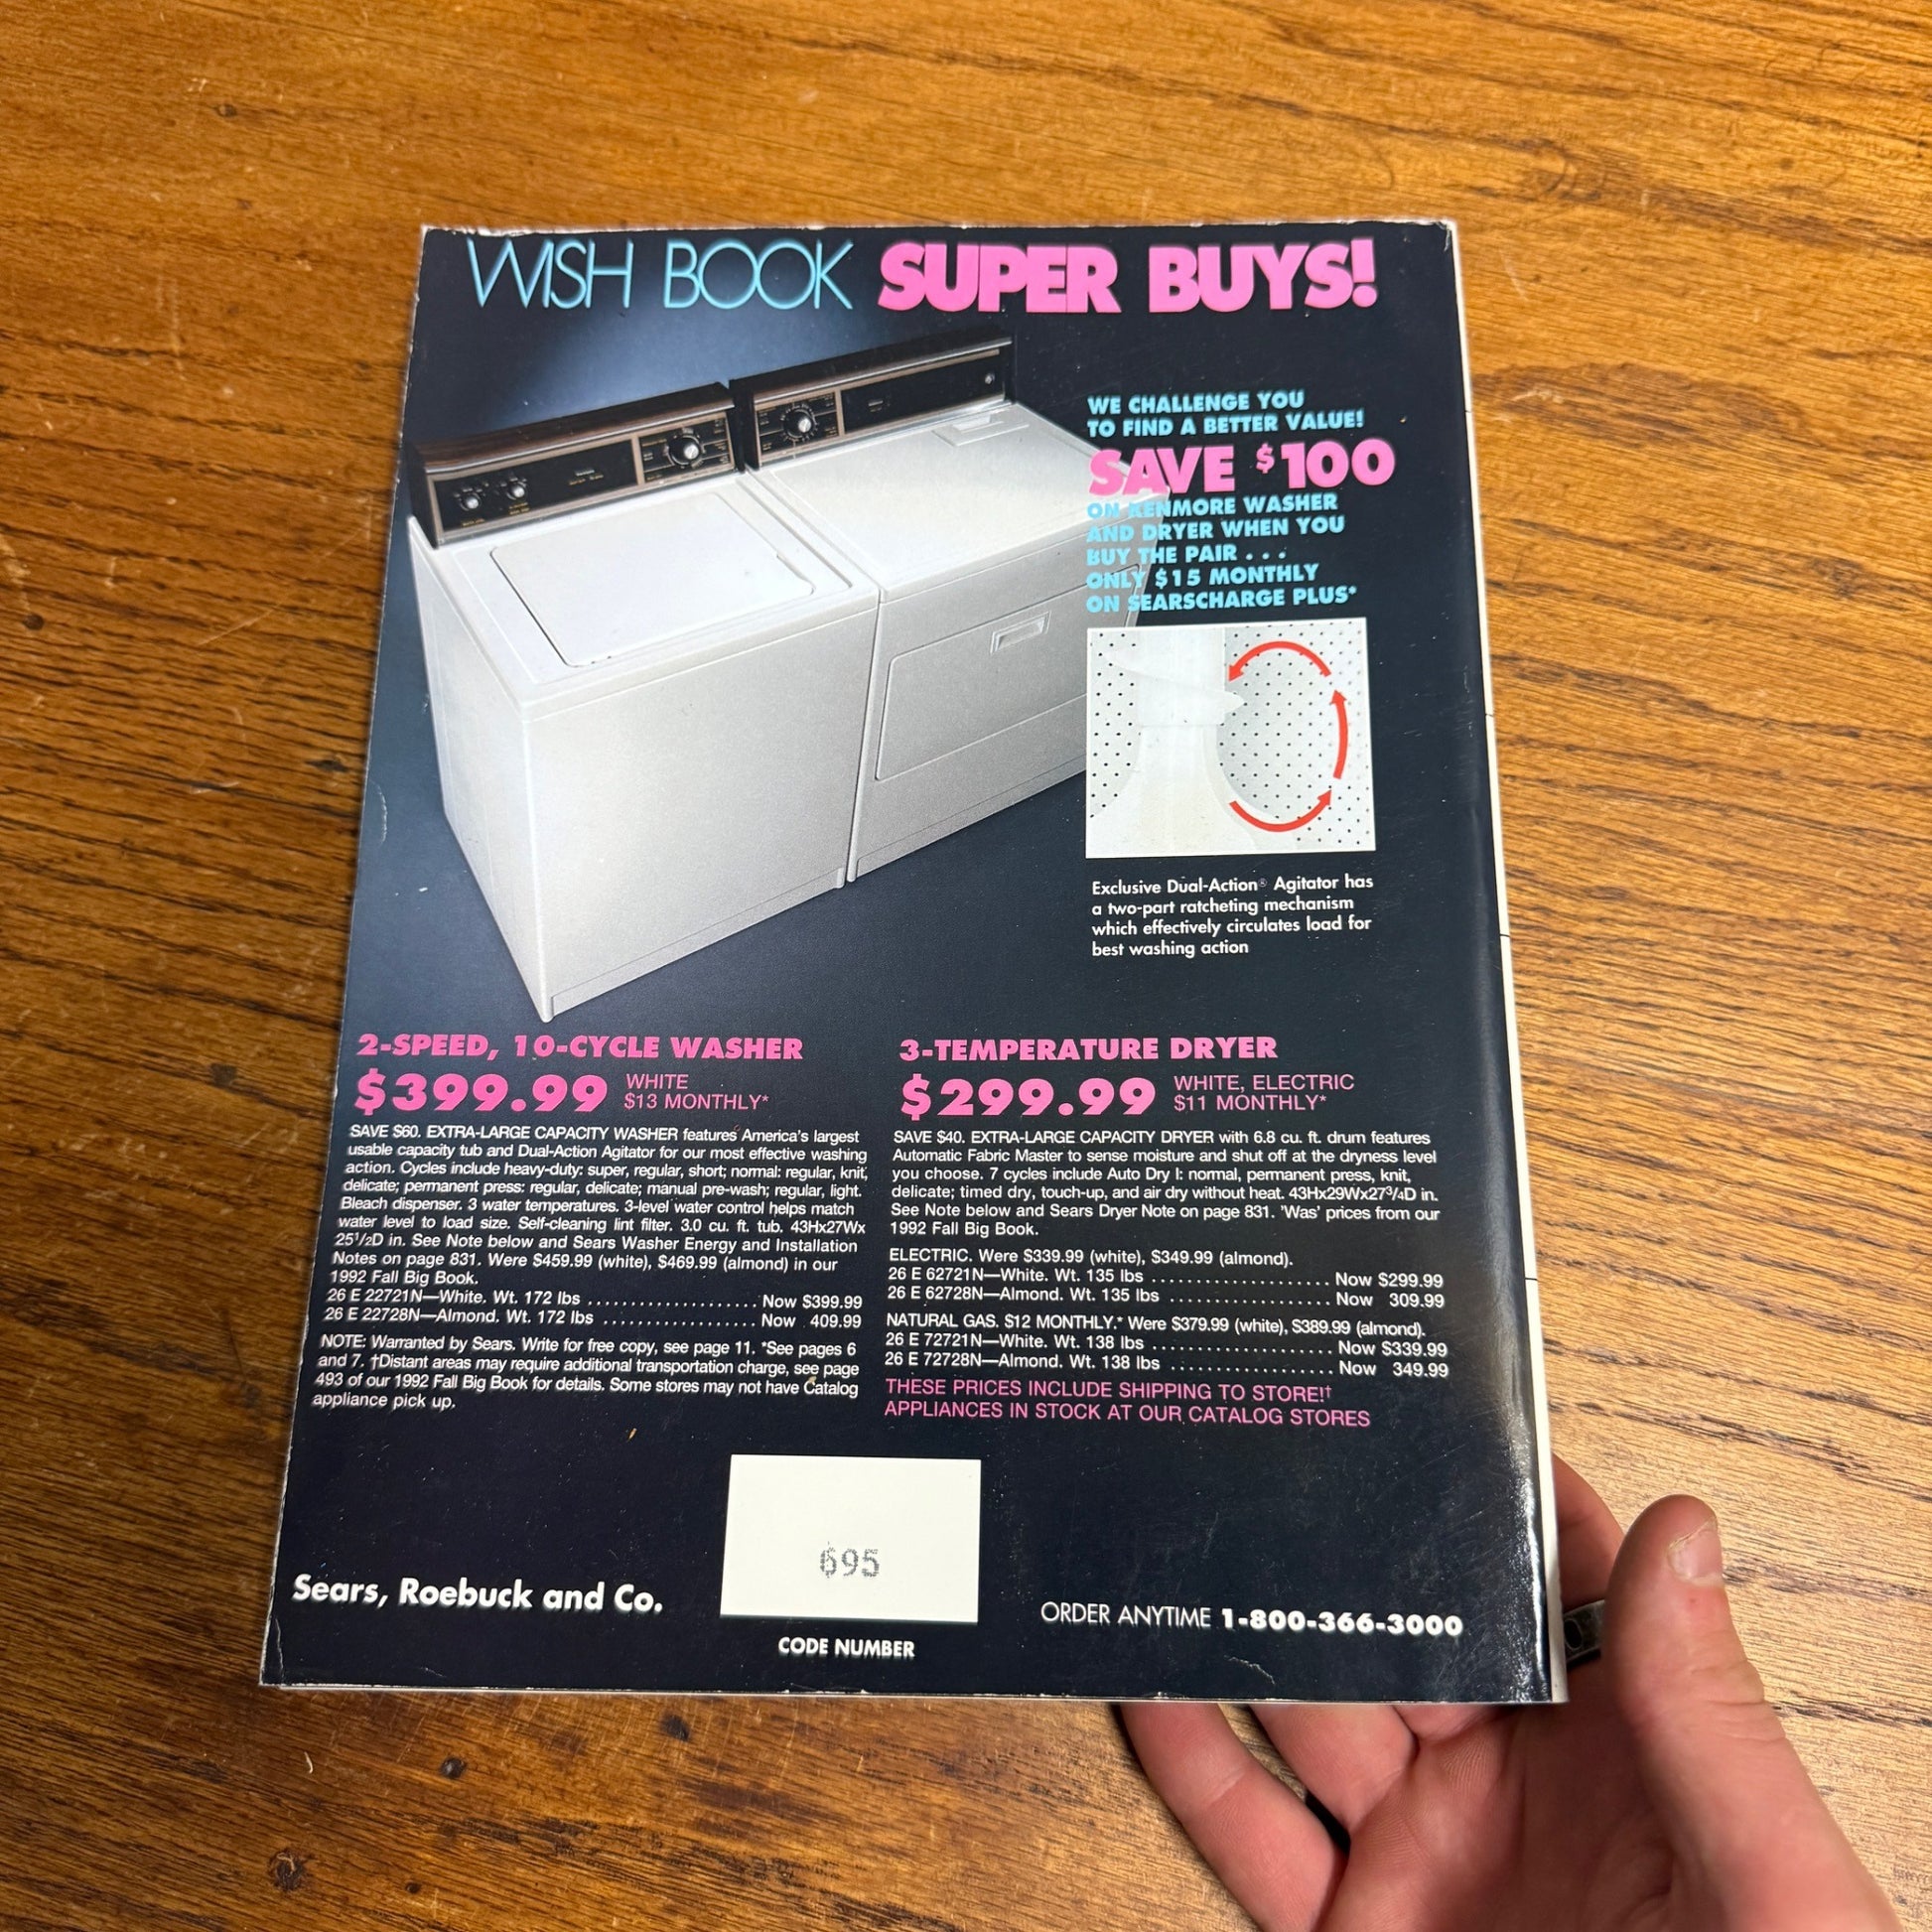 WISH BOOK SUPER BUYS!
WE CHALLENGE YOU
TO FIND A BETTER VALUE!
SAVE $100
ON KENMORE WASHER
AND DRYER WHEN YOU
BUY THE PAIR . . .
ONLY $15 MONTHLY
ON SEARSCHARGE PLUS*
Exclusive Dual-Action® Agitator has
a two-part ratcheting mechanism
which effectively circulates load for
best washing action
2-SPEED, 10-CYCLE WASHER
$399.99 WHITE
$13 MONTHLY*
SAVE $60. EXTRA-LARGE CAPACITY WASHER features America's largest
usable capacity tub and Dual-Action Agitator for our most effective washing
action. Cycles include heavy-duty: super, regular, short; normal: regular, knit,
delicate; permanent press: regular, delicate; manual pre-wash; regular, light.
Bleach dispenser. 3 water temperatures. 3-level water control helps match
water level to load size. Self-cleaning lint filter. 3.0 cu. ft. tub. 43Hx27Wx
25 1/2D in. See Note below and Sears Washer Energy and Installation
Notes on page 831. Were $459.99 (white), $469.99 (almond) in our
1992 Fall Big Book.
26 E 22721N—White. Wt. 172 lbs .................... Now $399.99
26 E 22728N—Almond. Wt. 172 lbs .................. Now 409.99
NOTE: Warranted by Sears. Write for free copy, see page 11. *See pages 6
and 7. †Distant areas may require additional transportation charge, see page
493 of our 1992 Fall Big Book for details. Some stores may not have Catalog
appliance pick up.
3-TEMPERATURE DRYER
$299.99 WHITE, ELECTRIC
$11 MONTHLY*
SAVE $40. EXTRA-LARGE CAPACITY DRYER with 6.8 cu. ft. drum features
Automatic Fabric Master to sense moisture and shut off at the dryness level
you choose. 7 cycles include Auto Dry I: normal, permanent press, knit,
delicate; timed dry, touch-up, and air dry without heat. 43Hx29Wx27 3/4D in.
See Note below and Sears Dryer Note on page 831. 'Was' prices from our
1992 Fall Big Book.
ELECTRIC. Were $339.99 (white), $349.99 (almond).
26 E 62721N—White. Wt. 135 lbs ..................... Now $299.99
26 E 62728N—Almond. Wt. 135 lbs ................... Now 309.99
NATURAL GAS. $12 MONTHLY.* Were $379.99 (white), $389.99 (almond).
26 E 72721N—White. Wt. 138 lbs ..................... Now $339.99
26 E 72728N—Almond. Wt. 138 lbs ................... Now 349.99
THESE PRICES INCLUDE SHIPPING TO STORE!†
APPLIANCES IN STOCK AT OUR CATALOG STORES
695
Sears, Roebuck and Co.
CODE NUMBER
ORDER ANYTIME 1-800-366-3000